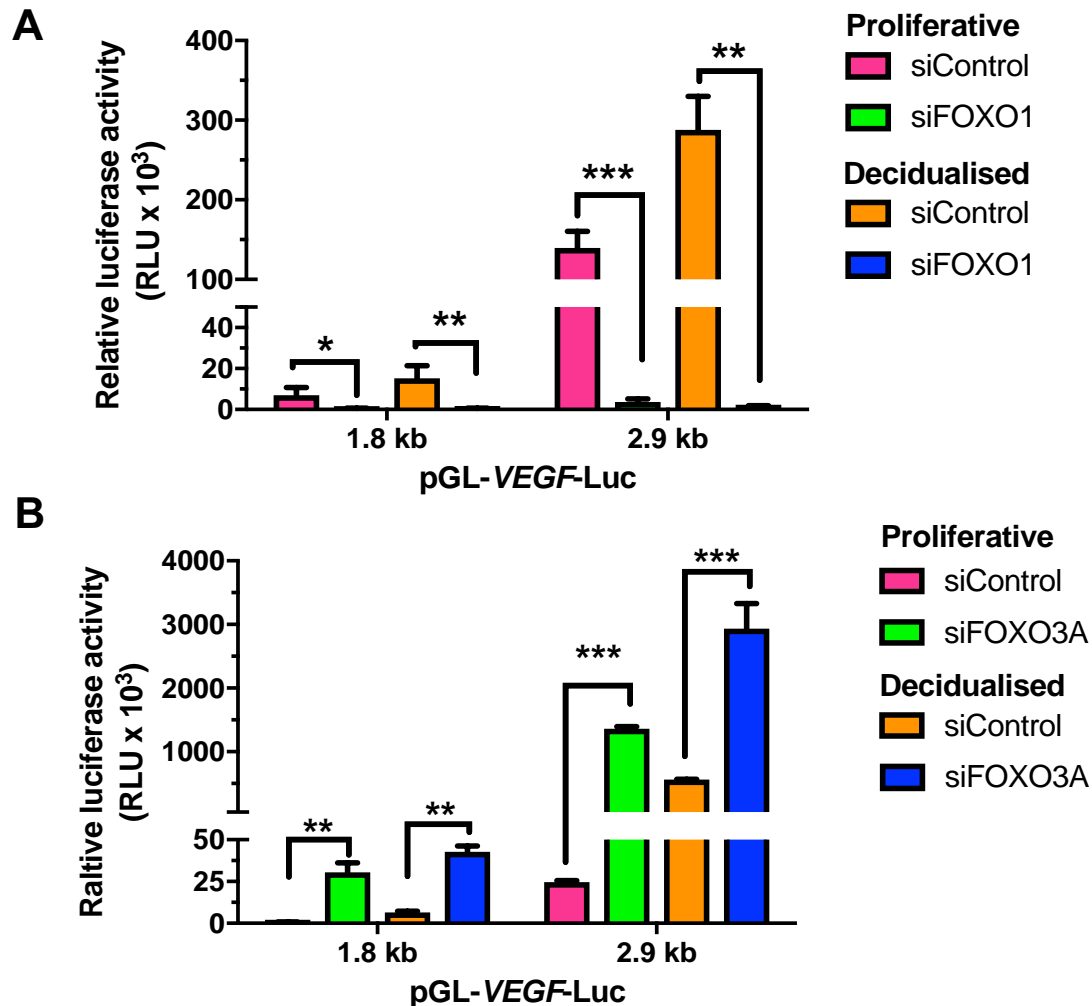 A
Relative luciferase activity
(RLU x 10³)
400
300
200
100
40
20
0
*
**
***
**
1.8 kb
2.9 kb
pGL-VEGF-Luc
Proliferative
siControl
siFOXO1
Decidualised
siControl
siFOXO1
B
Raltive luciferase activity
(RLU x 10³)
4000
3000
2000
1000
50
25
0
**
**
***
***
1.8 kb
2.9 kb
pGL-VEGF-Luc
Proliferative
siControl
siFOXO3A
Decidualised
siControl
siFOXO3A